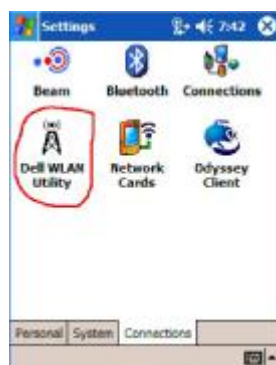 Settings 7:42
Beam Bluetooth Connections
Dell WLAN Utility
Network Cards
Odyssey Client
Personal System Connections